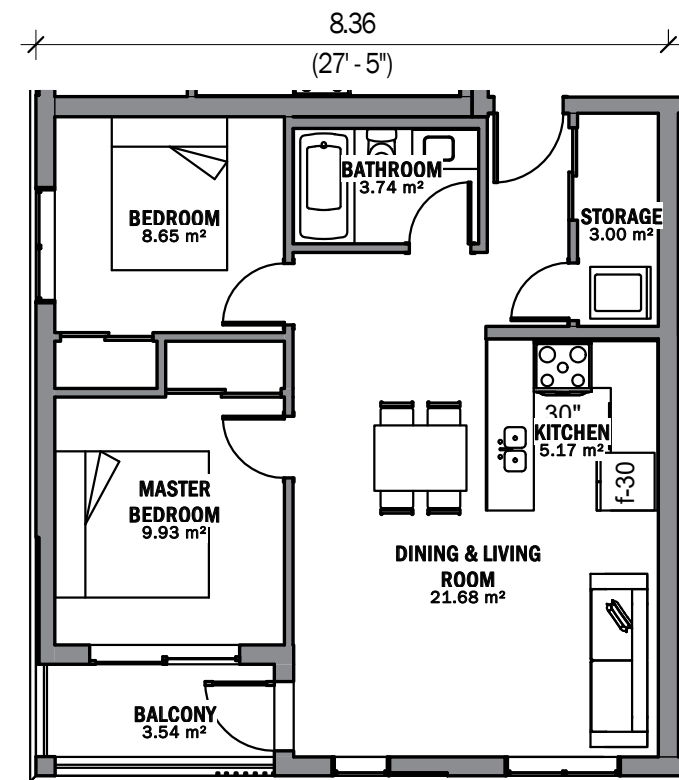 8.36
(27' - 5")
BATHROOM
3.74 m²
BEDROOM
8.65 m²
STORAGE
3.00 m²
30"
KITCHEN
5.17 m²
f-30
MASTER
BEDROOM
9.93 m²
DINING & LIVING
ROOM
21.68 m²
BALCONY
3.54 m²